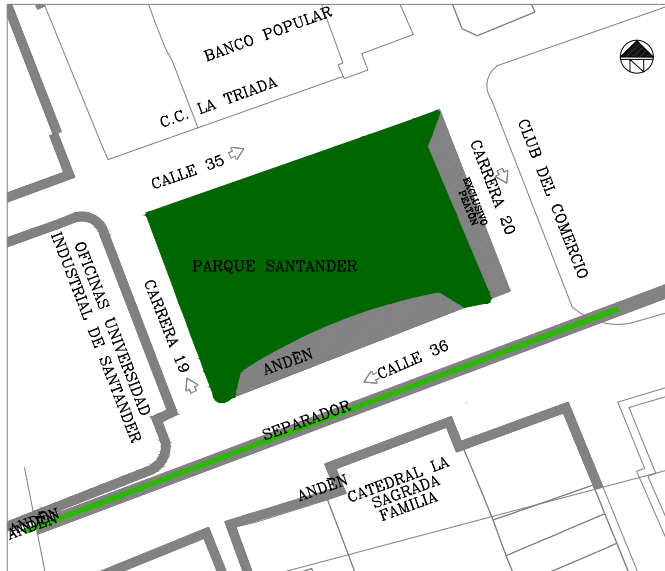 BANCO POPULAR
C.C. LA TRIADA
N
CALLE 35
CARRERA 20
CLUB DEL COMERCIO
EXCLUSIVO
PEATON
PARQUE SANTANDER
OFICINAS UNIVERSIDAD
INDUSTRIAL DE SANTANDER
CARRERA 19
ANDEN
CALLE 36
SEPARADOR
ANDEN
CATEDRAL LA
SAGRADA
FAMILIA
ANDEN
ANDEN